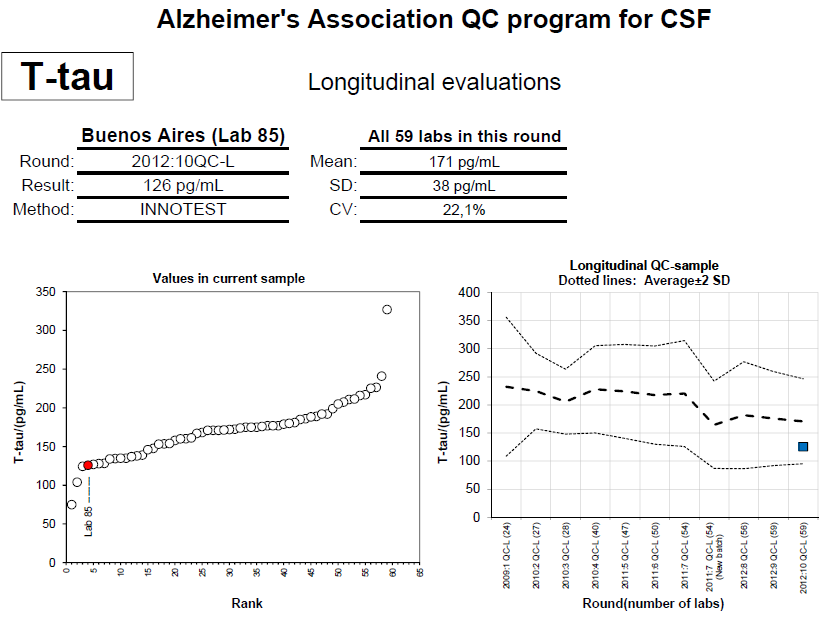 Alzheimer's Association QC program for CSF
T-tau
Longitudinal evaluations
Buenos Aires (Lab 85)
All 59 labs in this round
Round: 2012:10QC-L
Mean: 171 pg/mL
Result: 126 pg/mL
SD: 38 pg/mL
Method: INNOTEST
CV: 22,1%
Values in current sample
350
300
250
200
150
100
50
0
T-tau/(pg/mL)
Lab 85
0 5 10 15 20 25 30 35 40 45 50 55 60 65
Rank
Longitudinal QC-sample
Dotted lines: Average±2 SD
400
350
300
250
200
150
100
50
0
T-tau/(pg/mL)
2009:1 QC-L (24)
2010:2 QC-L (27)
2010:3 QC-L (28)
2010:4 QC-L (40)
2011:5 QC-L (47)
2011:6 QC-L (50)
2011:7 QC-L (54)
2011:7 QC-L (54)
(New batch)
2012:8 QC-L (56)
2012:9 QC-L (59)
2012:10 QC-L (59)
Round(number of labs)